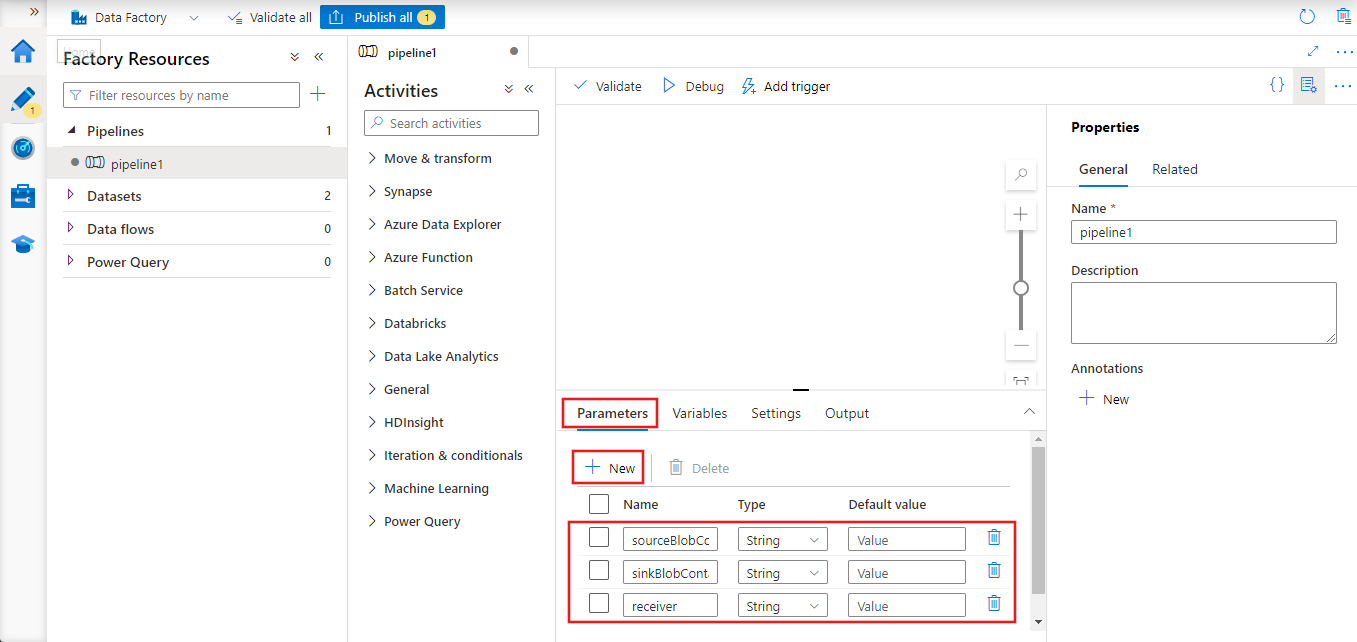 Data Factory
Validate all
Publish all 1
Factory Resources
Filter resources by name
1
Pipelines 1
pipeline1
Datasets 2
Data flows 0
Power Query 0
pipeline1
Activities
Search activities
Move & transform
Synapse
Azure Data Explorer
Azure Function
Batch Service
Databricks
Data Lake Analytics
General
HDInsight
Iteration & conditionals
Machine Learning
Power Query
Validate
Debug
Add trigger
{}
Parameters Variables Settings Output
New Delete
Name Type Default value
sourceBlobCo String Value
sinkBlobCont String Value
receiver String Value
Properties
General Related
Name *
pipeline1
Description
Annotations
New